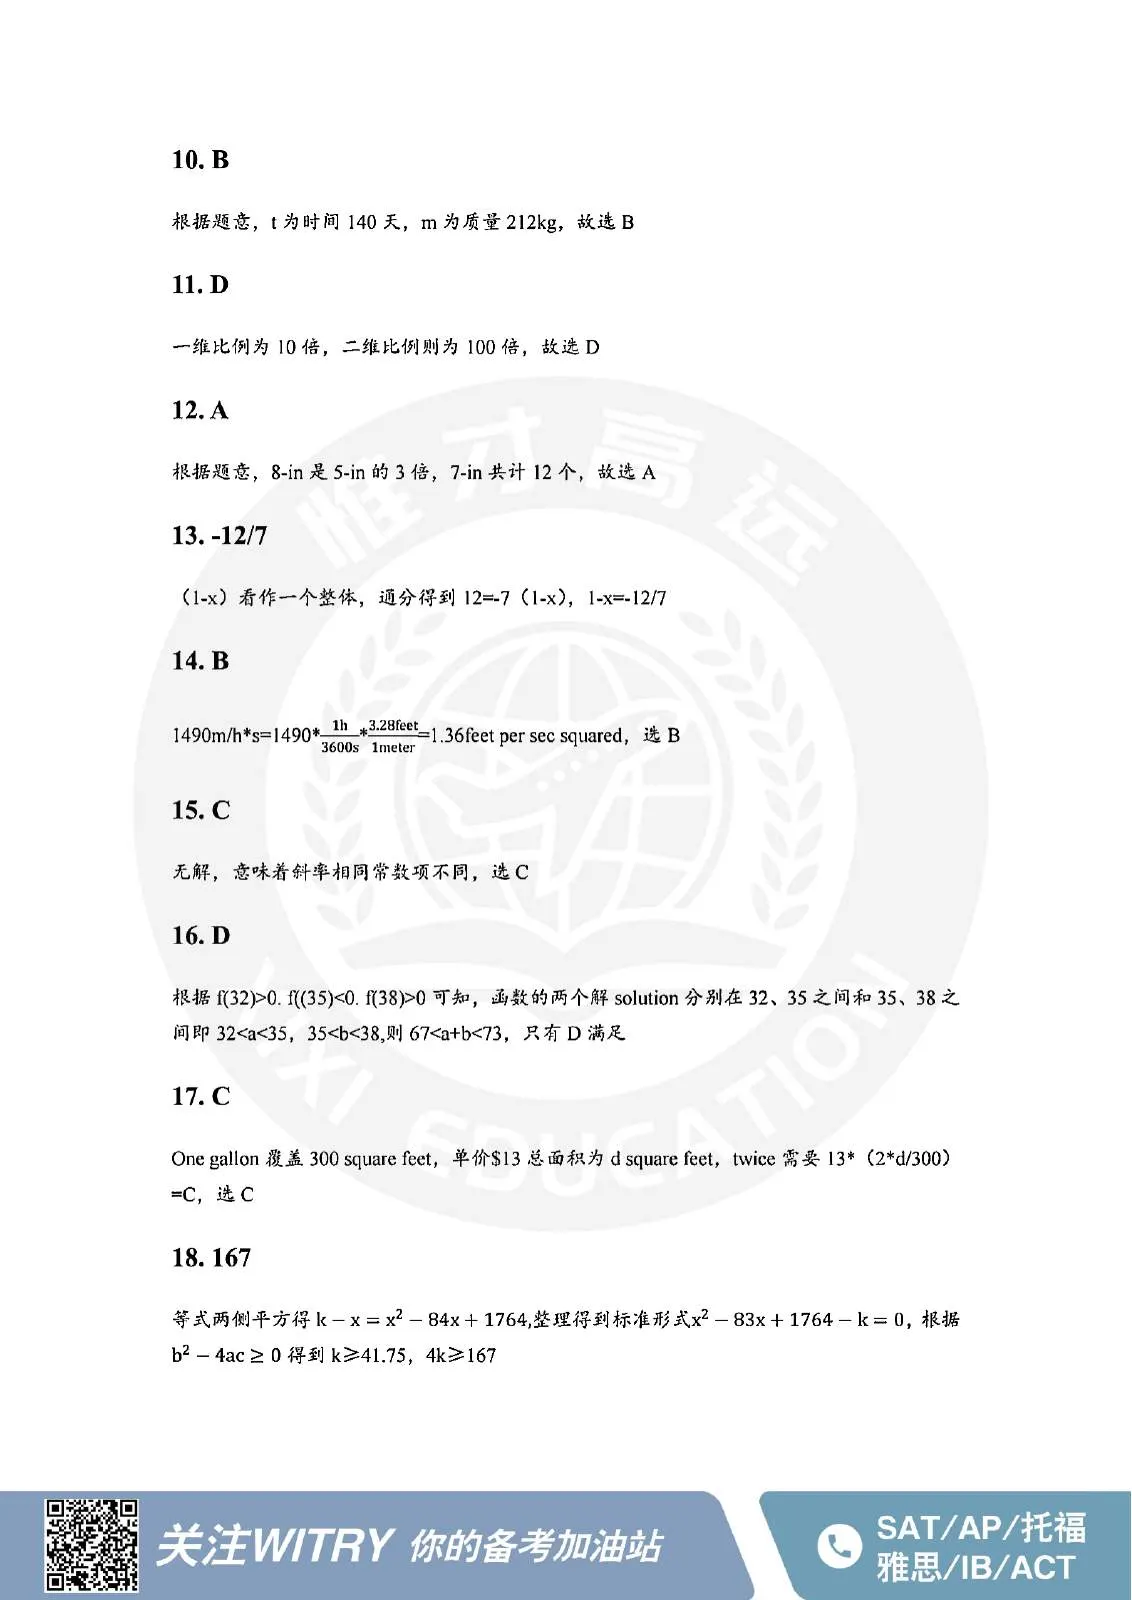 10. B
根据题意，t 为时间 140 天，m 为质量 212kg，故选 B
11. D
一维比例为 10 倍，二维比例则为 100 倍，故选 D
12. A
根据题意，8-in 是 5-in 的 3 倍，7-in 共计 12 个，故选 A
13. -12/7
（1-x）看作一个整体，通分得到 12=-7（1-x），1-x=-12/7
14. B
1490m/h*s=1490*1h/3600s*3.28feet/1meter=1.36feet per sec squared，选 B
15. C
无解，意味着斜率相同常数项不同，选 C
16. D
根据 f(32)>0. f((35)<0. f(38)>0 可知，函数的两个解 solution 分别在 32、35 之间和 35、38 之
间即 32<a<35，35<b<38,则 67<a+b<73，只有 D 满足
17. C
One gallon 覆盖 300 square feet，单价$13 总面积为 d square feet，twice 需要 13*（2*d/300）
=C，选 C
18. 167
等式两侧平方得 k − x = x² − 84x + 1764,整理得到标准形式x² − 83x + 1764 − k = 0，根据
b² − 4ac ≥ 0 得到 k⩾41.75，4k⩾167
惟才高远
WIXI EDUCATION
关注WITRY 你的备考加油站
SAT/AP/托福
雅思/IB/ACT